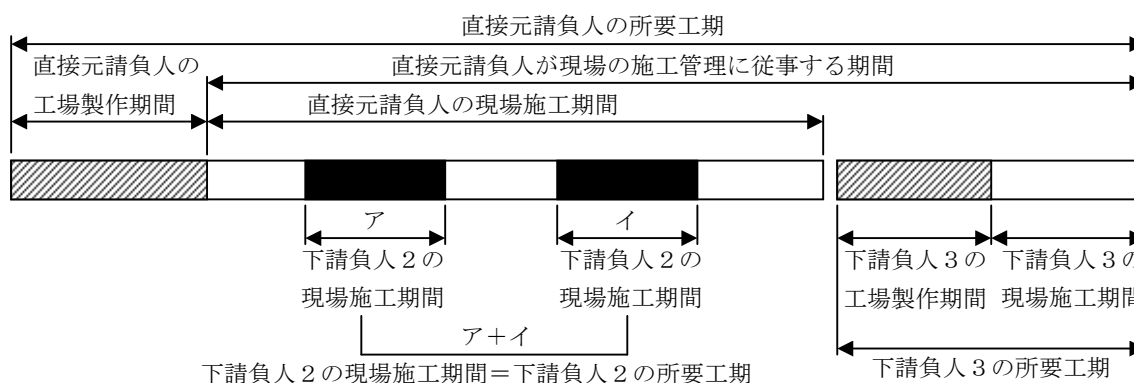 直接元請負人の所要工期
直接元請負人の
工場製作期間
直接元請負人が現場の施工管理に従事する期間
直接元請負人の現場施工期間
ア
下請負人２の
現場施工期間
イ
下請負人２の
現場施工期間
下請負人３の
工場製作期間
下請負人３の
現場施工期間
ア＋イ
下請負人２の現場施工期間＝下請負人２の所要工期
下請負人３の所要工期